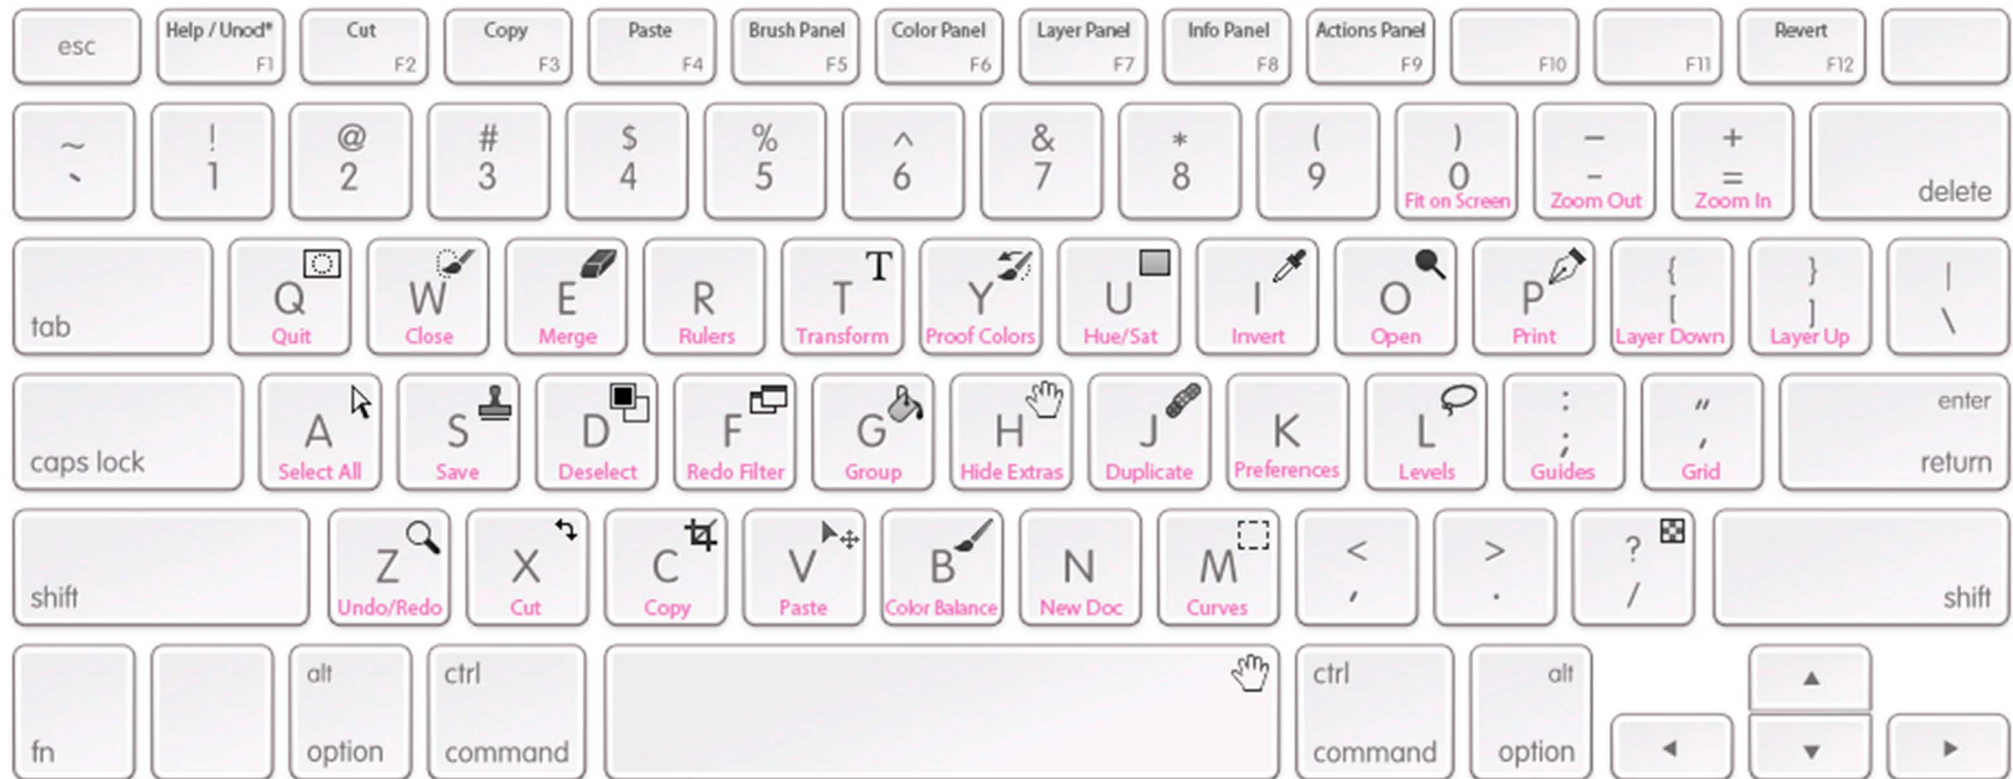 esc Help / Unod* Cut Copy Paste Brush Panel Color Panel Layer Panel Info Panel Actions Panel Revert
F1 F2 F3 F4 F5 F6 F7 F8 F9 F10 F11 F12
~ ! @ # $ % ^ & * ( ) – +
` 1 2 3 4 5 6 7 8 9 0 - = delete
Fit on Screen Zoom Out Zoom In
T
{ } |
tab Q W E R T Y U I O P [ ] \
Quit Close Merge Rulers Transform Proof Colors Hue/Sat Invert Open Print Layer Down Layer Up
: " enter
caps lock A S D F G H J K L ; ' return
Select All Save Deselect Redo Filter Group Hide Extras Duplicate Preferences Levels Guides Grid
< > ?
shift Z X C V B N M , . / shift
Undo/Redo Cut Copy Paste Color Balance New Doc Curves
alt ctrl ctrl alt ▲
fn option command command option ◀ ▼ ▶